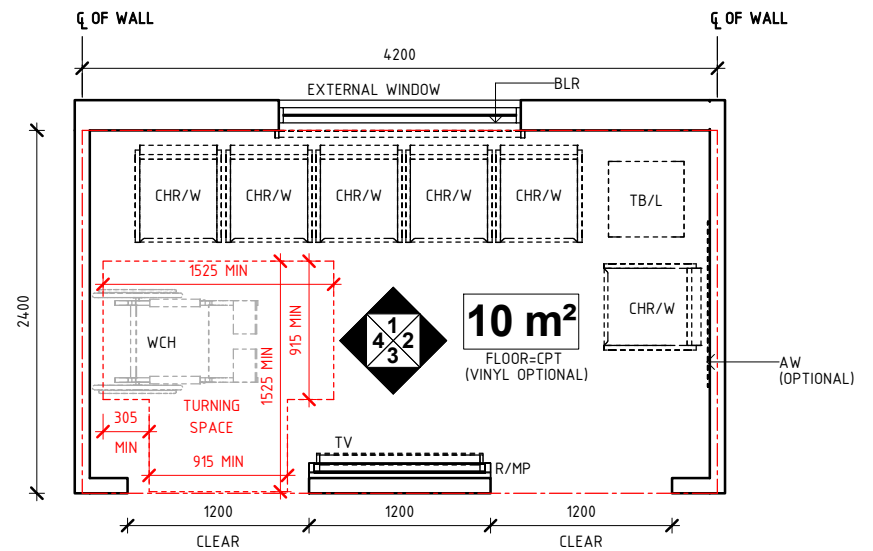 ℄ OF WALL
℄ OF WALL
4200
EXTERNAL WINDOW
BLR
CHR/W
CHR/W
CHR/W
CHR/W
CHR/W
TB/L
1525 MIN
2400
915 MIN
1525 MIN
WCH
1
4 2
3
10 m²
FLOOR=CPT
(VINYL OPTIONAL)
CHR/W
AW
(OPTIONAL)
TURNING
SPACE
305
MIN
915 MIN
TV
R/MP
1200
1200
1200
CLEAR
CLEAR